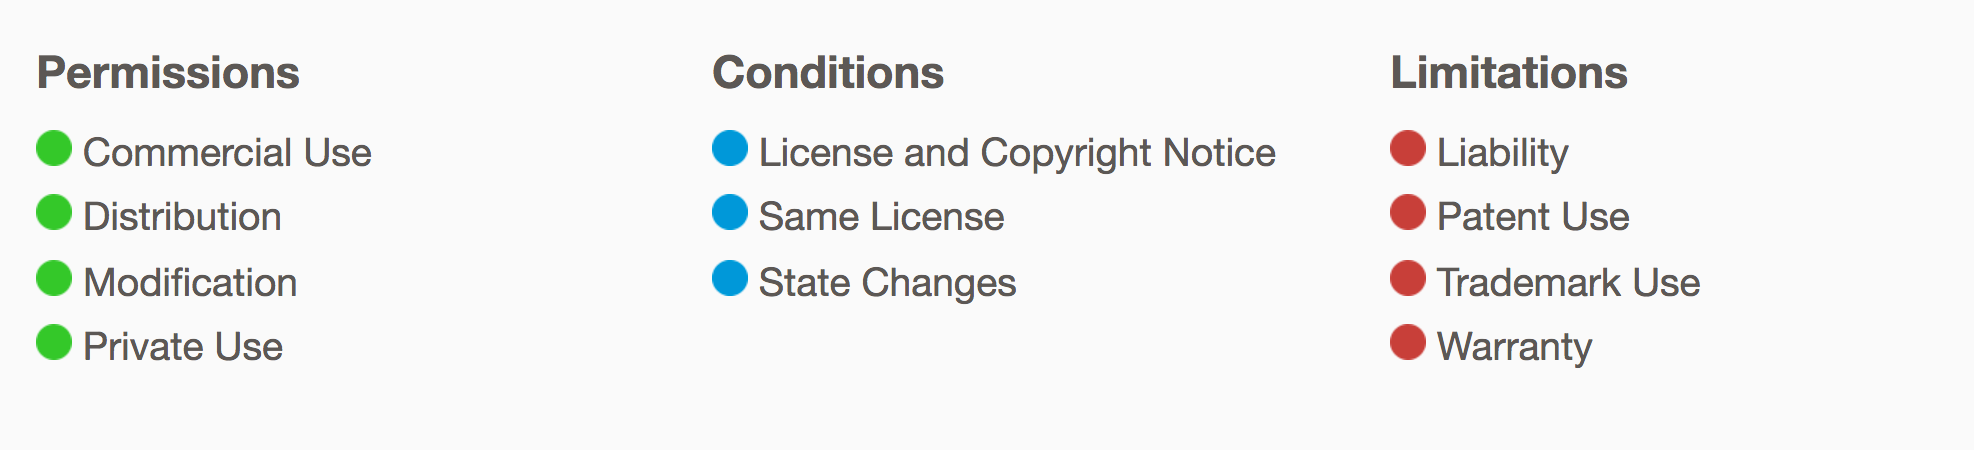 Permissions
Commercial Use
Distribution
Modification
Private Use
Conditions
License and Copyright Notice
Same License
State Changes
Limitations
Liability
Patent Use
Trademark Use
Warranty